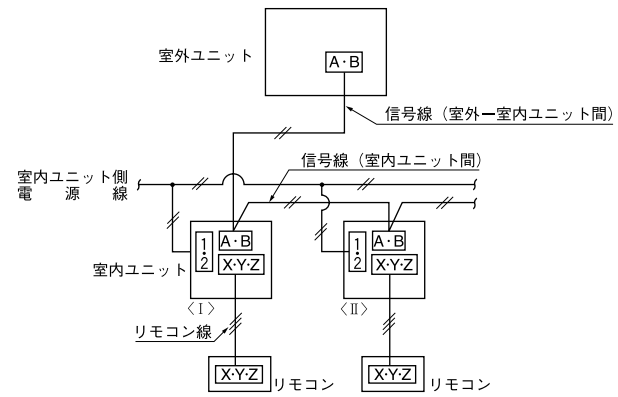 室外ユニット
A・B
信号線（室外ー室内ユニット間）
室内ユニット側
電源線
信号線（室内ユニット間）
1・2
A・B
X・Y・Z
1・2
A・B
X・Y・Z
室内ユニット
〈Ⅰ〉
〈Ⅱ〉
リモコン線
X・Y・Z
リモコン
X・Y・Z
リモコン